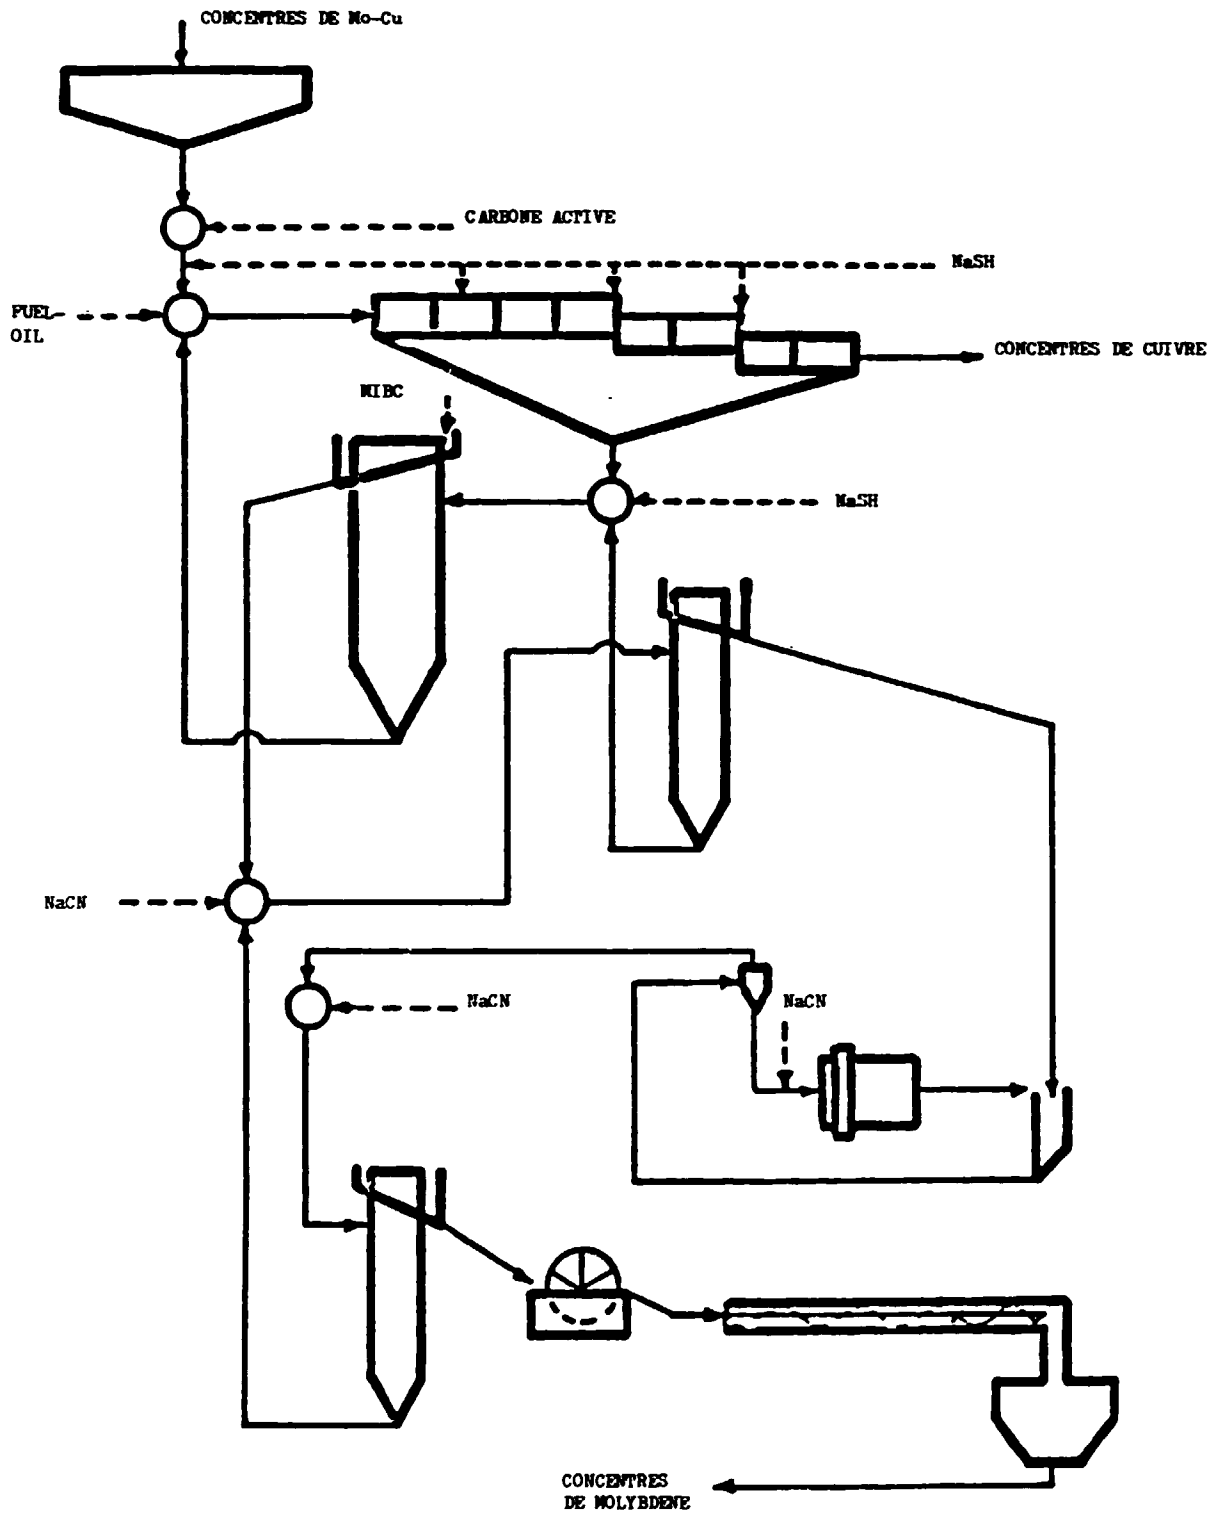 CONCENTRES DE Mo-Cu
CARBONE ACTIVE
NaSH
FUEL-
OIL
CONCENTRES DE CUIVRE
MIBC
NaSH
NaCN
NaCN
NaCN
CONCENTRES
DE MOLYBDENE